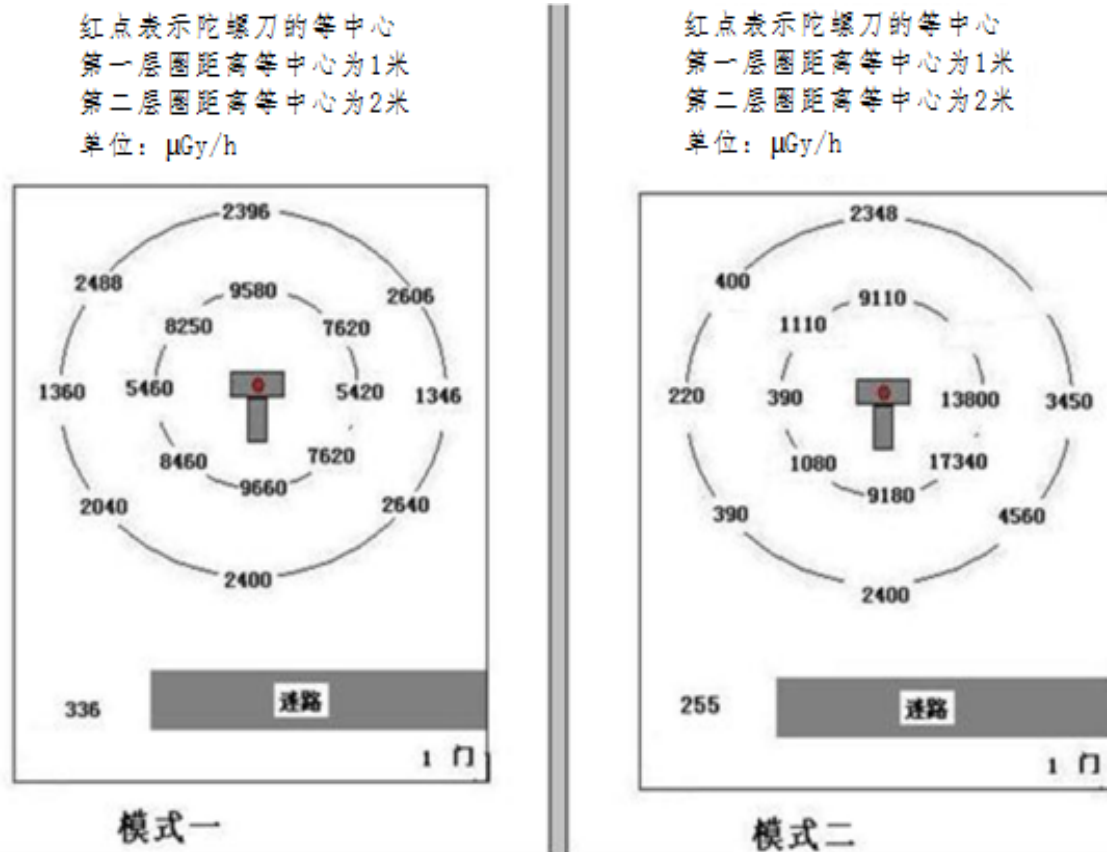 红点表示陀螺刀的等中心
第一层圈距离等中心为1米
第二层圈距离等中心为2米
单位：μGy/h
2396
2488
2606
9580
8250
7620
1360
5460
5420
1346
8460
7620
9660
2040
2640
2400
336
迷路
1 门
模式一
红点表示陀螺刀的等中心
第一层圈距离等中心为1米
第二层圈距离等中心为2米
单位：μGy/h
2348
400
9110
1110
220
390
13800
3450
1080
17340
9180
390
4560
2400
255
迷路
1 门
模式二